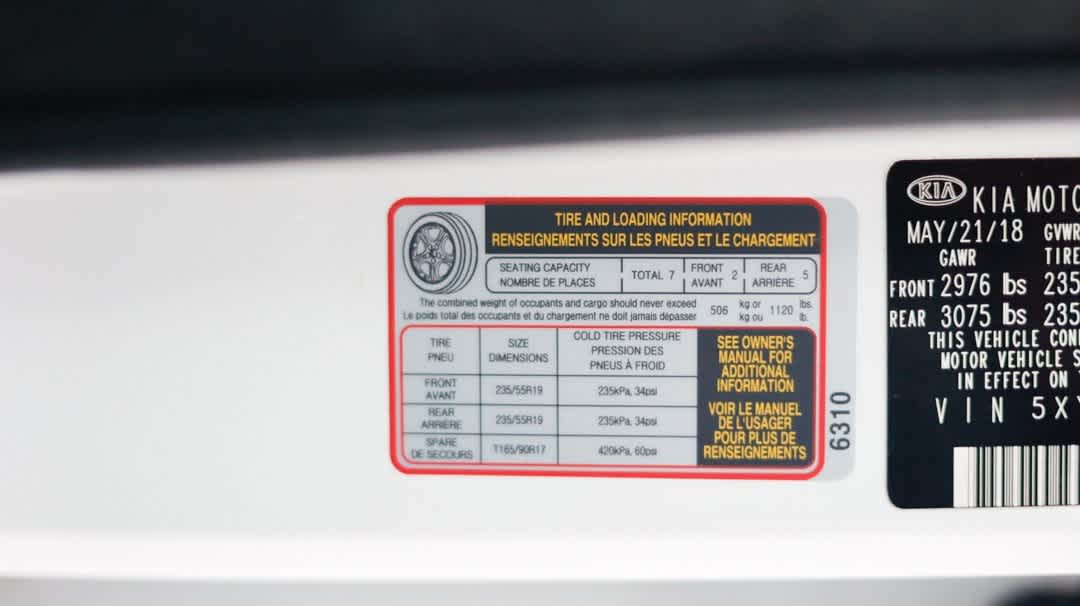 TIRE AND LOADING INFORMATION
RENSEIGNEMENTS SUR LES PNEUS ET LE CHARGEMENT
SEATING CAPACITY
NOMBRE DE PLACES
TOTAL 7
FRONT
AVANT
2
REAR
ARRIÈRE
5
The combined weight of occupants and cargo should never exceed
Le poids total des occupants et du chargement ne doit jamais dépasser
506
kg or
kg ou
1120
lbs.
lb.
TIRE
PNEU
SIZE
DIMENSIONS
COLD TIRE PRESSURE
PRESSION DES
PNEUS À FROID
FRONT
AVANT
235/55R19
235kPa, 34psi
REAR
ARRIÈRE
235/55R19
235kPa, 34psi
SPARE
DE SECOURS
T165/90R17
420kPa, 60psi
SEE OWNER'S
MANUAL FOR
ADDITIONAL
INFORMATION
VOIR LE MANUEL
DE L'USAGER
POUR PLUS DE
RENSEIGNEMENTS
6310
KIA KIA MOTO
MAY/21/18 GVWR
GAWR TIRE
FRONT 2976 lbs 235
REAR 3075 lbs 235
THIS VEHICLE CON
MOTOR VEHICLE S
IN EFFECT ON
VIN 5XY